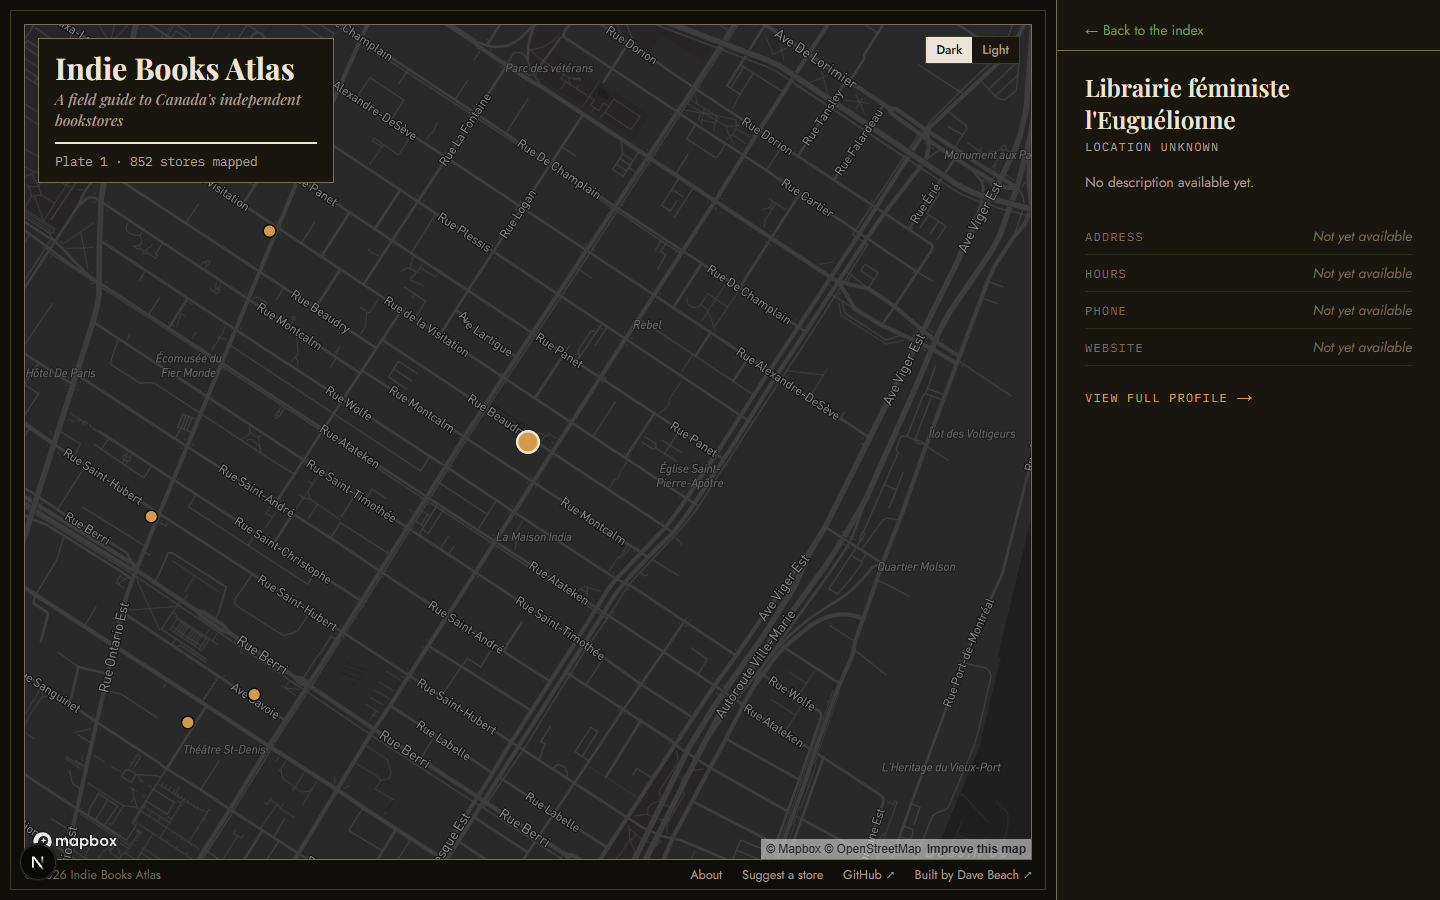 Indie Books Atlas
A field guide to Canada's independent
bookstores
Plate 1 · 852 stores mapped
Dark
Light
← Back to the index
Librairie féministe
l'Euguélionne
LOCATION UNKNOWN
No description available yet.
ADDRESS Not yet available
HOURS Not yet available
PHONE Not yet available
WEBSITE Not yet available
VIEW FULL PROFILE →
Champlain
Parc des vétérans
Rue Dorion
Ave De Lorimier
Alexandre-DeSève
Rue La Fontaine
Rue De Champlain
Rue Dorion
Rue Tansley
Rue Falardeau
Monument aux Pa
Rue Cartier
Rue Érié
Ave Viger Est
Visitation
Panet
Rue Plessis
Rue Logan
Rue De Champlain
Rue Beaudry
Rue Montcalm
Rue de la Visitation
Ave Lartigue
Rue Panet
Rebel
Rue Alexandre-DeSève
Ave Viger Est
Écomusée du
Fier Monde
Hôtel De Paris
Rue Wolfe
Rue Montcalm
Rue Beaudry
Rue Panet
Îlot des Voltigeurs
Rue Atateken
Église Saint-
Pierre-Apôtre
Rue Saint-Hubert
Rue Saint-André
Rue Saint-Timothée
Rue Berri
Rue Montcalm
La Maison India
Rue Saint-Christophe
Rue Atateken
Quartier Molson
Ave Viger Est
Rue Saint-Hubert
Rue Saint-André
Rue Saint-Timothée
Autoroute Ville-Marie
Rue Port-de-Montréal
Rue Ontario Est
Rue Berri
Sanguinet
Ave Savoie
Rue Saint-Hubert
Rue Wolfe
Rue Atateken
Théâtre St-Denis
Rue Labelle
Rue Berri
L'Heritage du Vieux-Port
Rue Labelle
Rue Berri
mapbox
© Mapbox © OpenStreetMap Improve this map
N
26 Indie Books Atlas
About
Suggest a store
GitHub ↗
Built by Dave Beach ↗